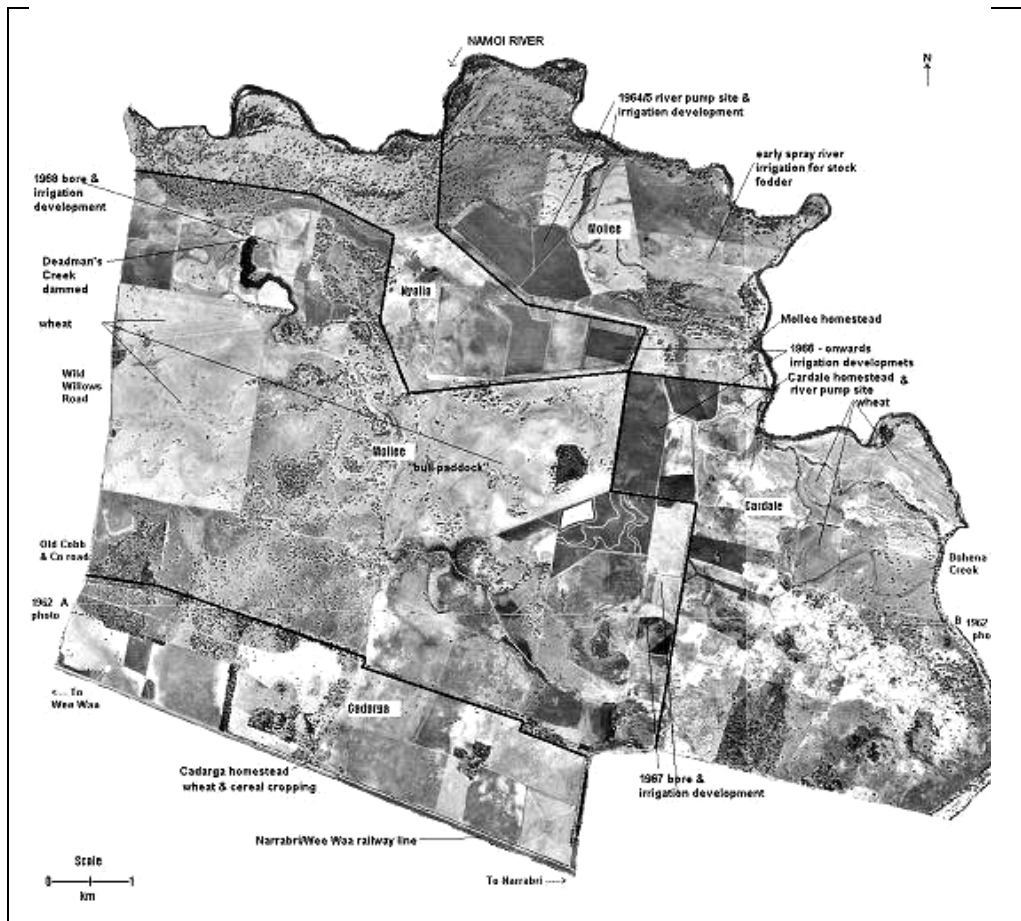 NAMOI RIVER
N
1964/5 river pump site &
irrigation development
early spray river
irrigation for stock
fodder
1968 bore &
irrigation
development
Mollee
Deadman's
Creek
dammed
Nyalla
wheat
Mollee homestead
1966 - onwards
irrigation developmets
Cardale homestead &
river pump site
wheat
Wild
Willows
Road
Mollee
"bull paddock"
Cardale
Old Cobb
& Co road
Bohena
Creek
1962 A
photo
B 1962
pho
<--- To
Wee Waa
Cadarga
Cadarga homestead
wheat & cereal cropping
1967 bore &
irrigation development
Narrabri/Wee Waa railway line
Scale
0 1
km
To Narrabri --->